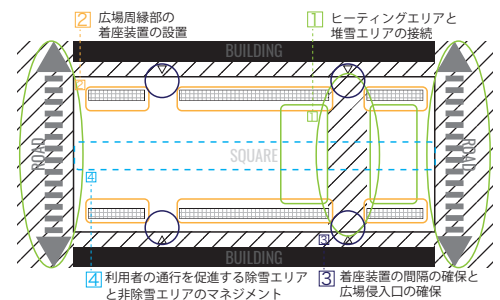 2 広場周縁部の
着座装置の設置
1 ヒーティングエリアと
堆雪エリアの接続
BUILDING
2
1
ROAD
SQUARE
ROAD
4
3
BUILDING
4 利用者の通行を促進する除雪エリア
と非除雪エリアのマネジメント
3 着座装置の間隔の確保と
広場侵入口の確保